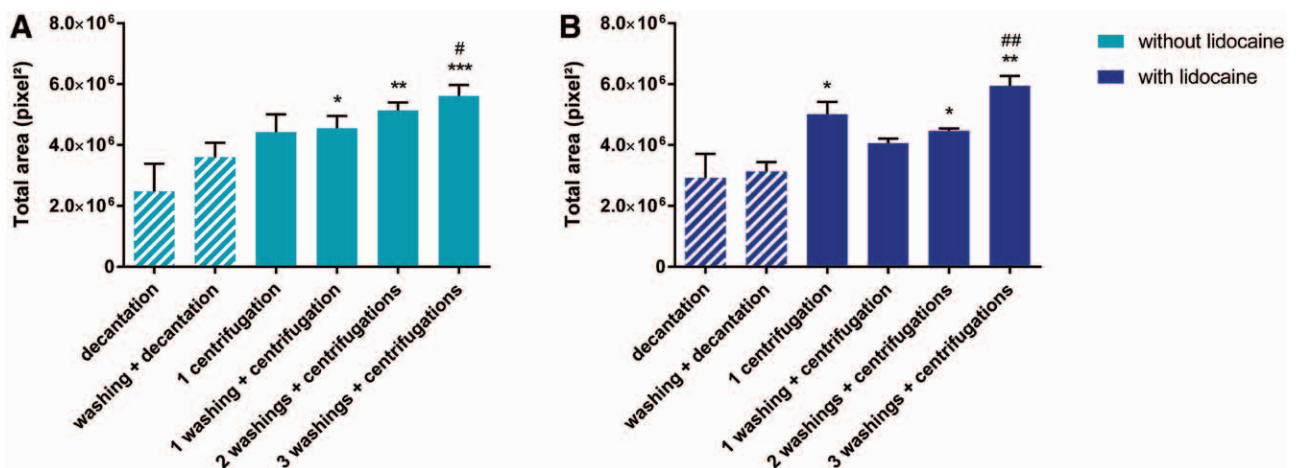 A
Total area (pixel²)
8.0×10⁶
6.0×10⁶
4.0×10⁶
2.0×10⁶
0
*
**
#
***
decantation
washing + decantation
1 centrifugation
1 washing + centrifugation
2 washings + centrifugations
3 washings + centrifugations
B
Total area (pixel²)
8.0×10⁶
6.0×10⁶
4.0×10⁶
2.0×10⁶
0
*
*
##
**
decantation
washing + decantation
1 centrifugation
1 washing + centrifugation
2 washings + centrifugations
3 washings + centrifugations
without lidocaine
with lidocaine